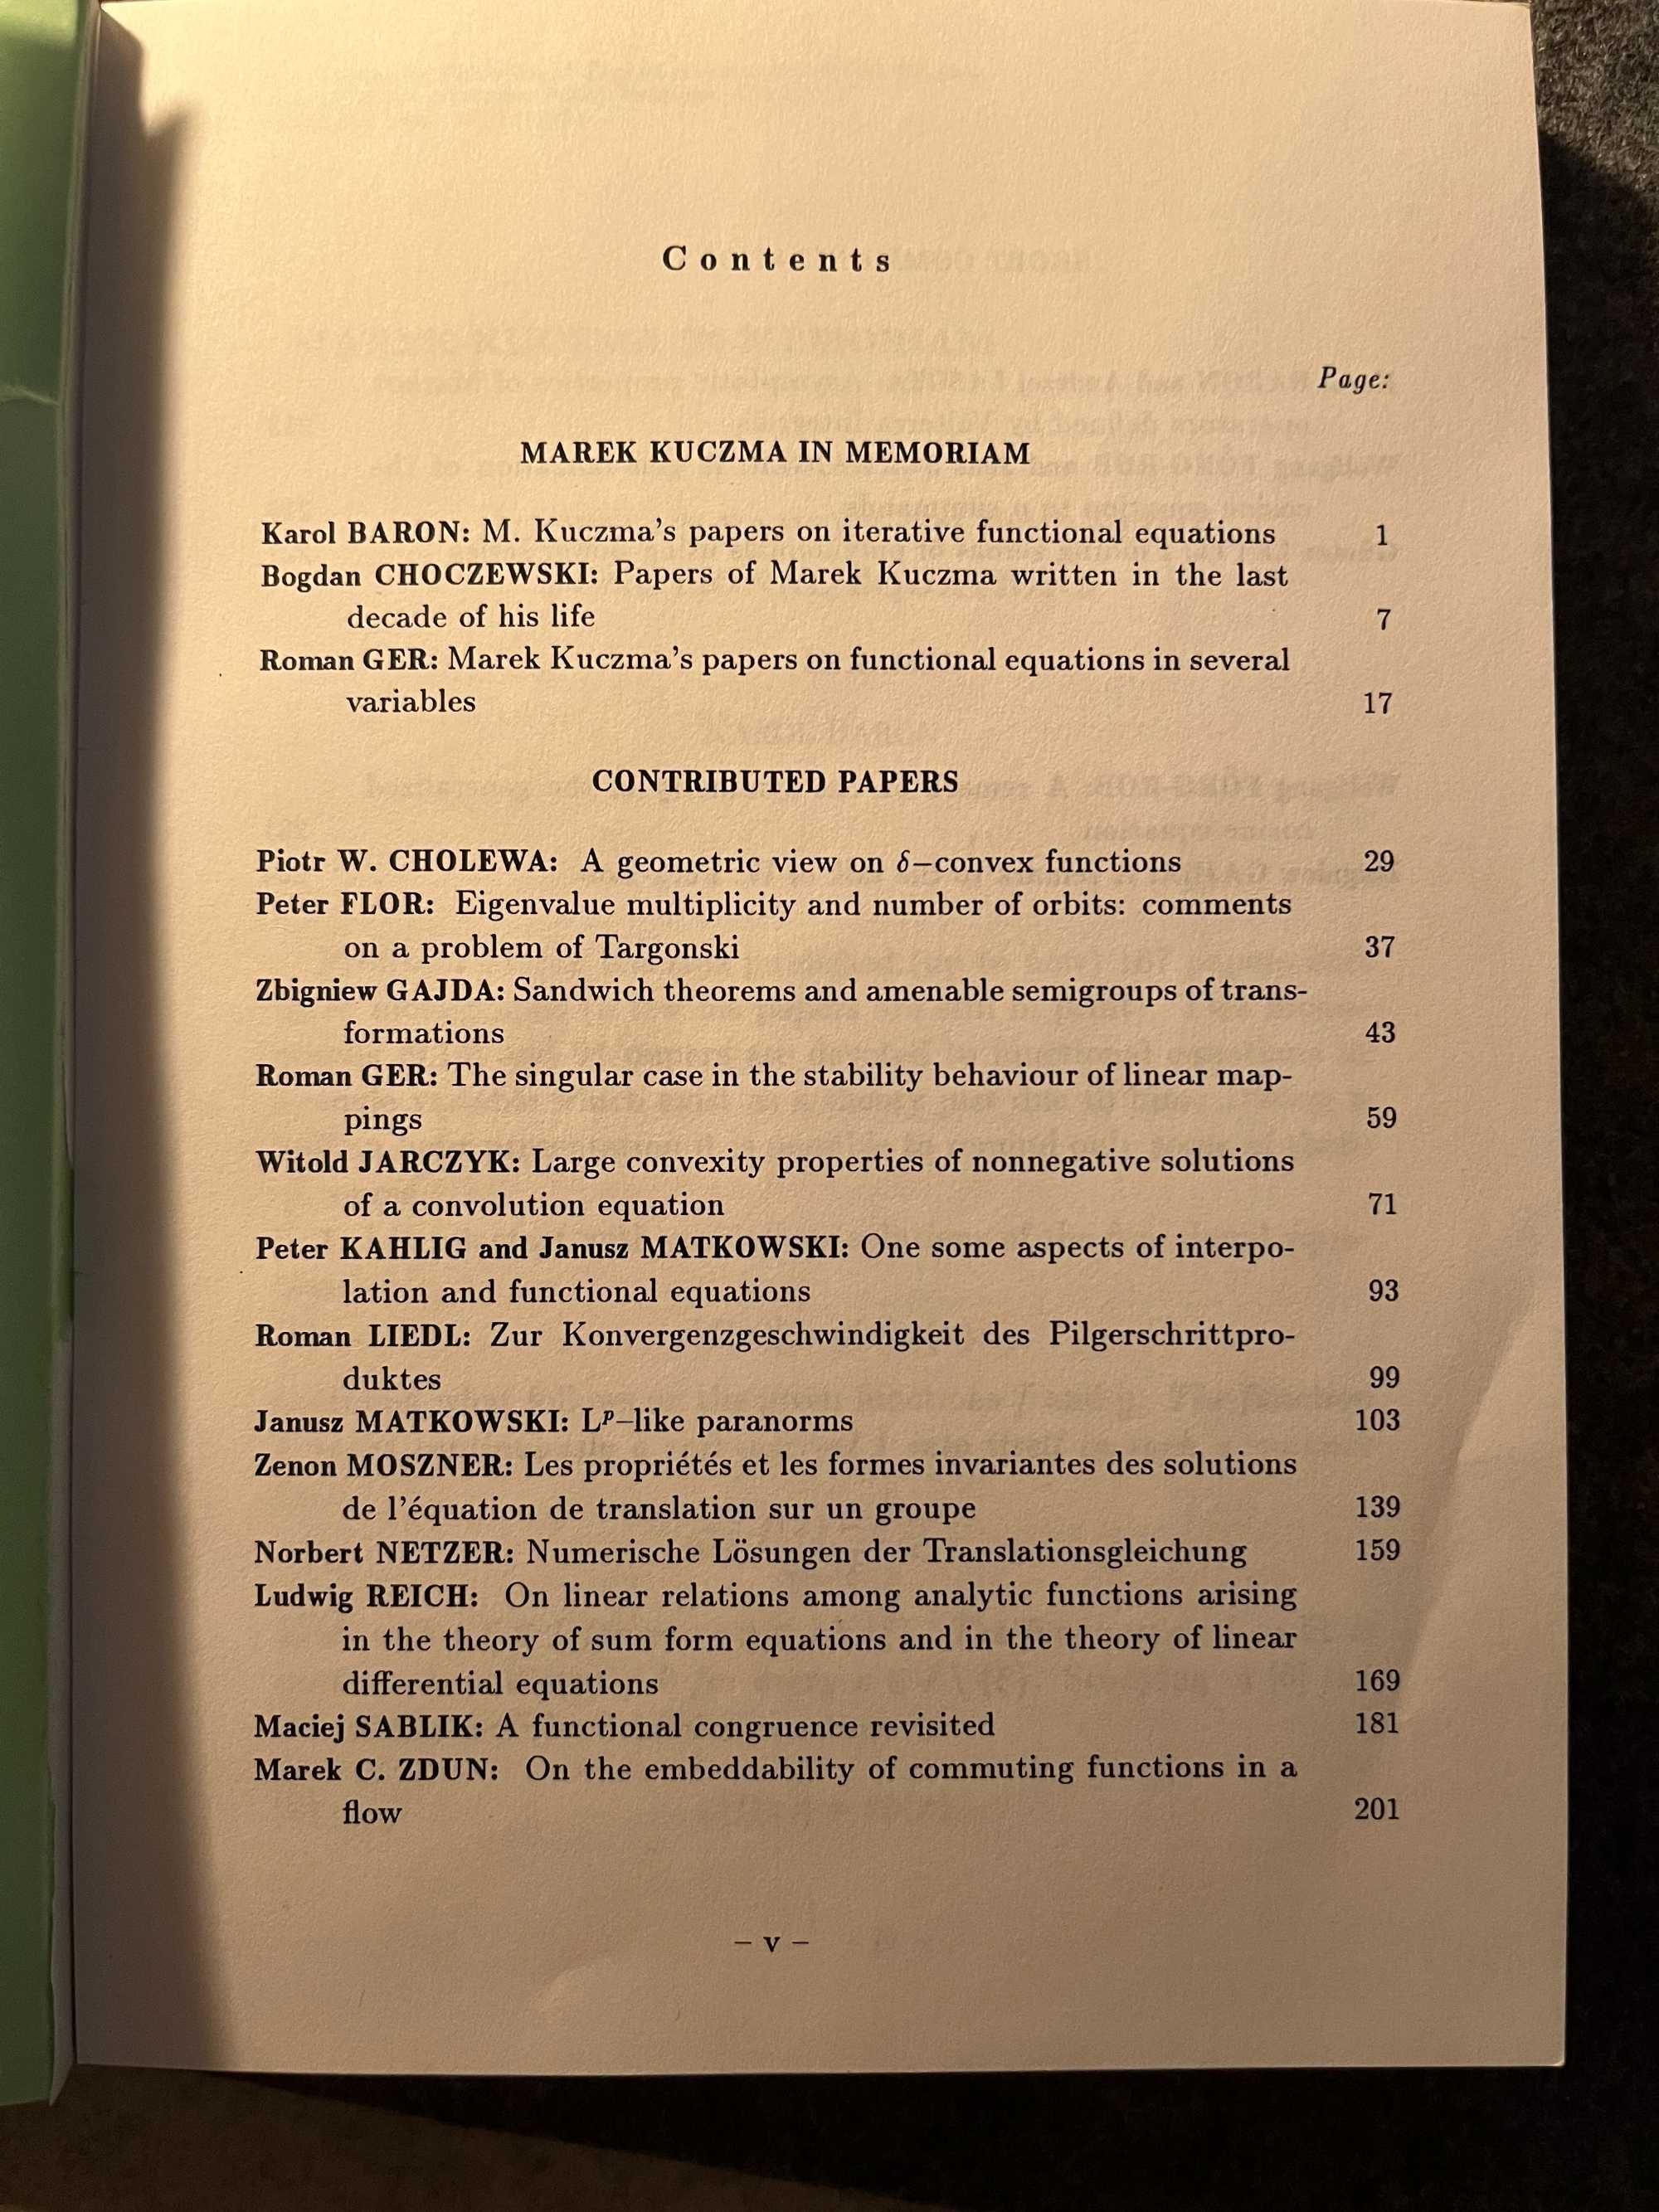 Contents
Page:
MAREK KUCZMA IN MEMORIAM
Karol BARON: M. Kuczma's papers on iterative functional equations 1
Bogdan CHOCZEWSKI: Papers of Marek Kuczma written in the last
decade of his life 7
Roman GER: Marek Kuczma's papers on functional equations in several
variables 17
CONTRIBUTED PAPERS
Piotr W. CHOLEWA: A geometric view on δ–convex functions 29
Peter FLOR: Eigenvalue multiplicity and number of orbits: comments
on a problem of Targonski 37
Zbigniew GAJDA: Sandwich theorems and amenable semigroups of trans-
formations 43
Roman GER: The singular case in the stability behaviour of linear map-
pings 59
Witold JARCZYK: Large convexity properties of nonnegative solutions
of a convolution equation 71
Peter KAHLIG and Janusz MATKOWSKI: One some aspects of interpo-
lation and functional equations 93
Roman LIEDL: Zur Konvergenzgeschwindigkeit des Pilgerschrittpro-
duktes 99
Janusz MATKOWSKI: Lᵖ–like paranorms 103
Zenon MOSZNER: Les propriétés et les formes invariantes des solutions
de l'équation de translation sur un groupe 139
Norbert NETZER: Numerische Lösungen der Translationsgleichung 159
Ludwig REICH: On linear relations among analytic functions arising
in the theory of sum form equations and in the theory of linear
differential equations 169
Maciej SABLIK: A functional congruence revisited 181
Marek C. ZDUN: On the embeddability of commuting functions in a
flow 201
– v –